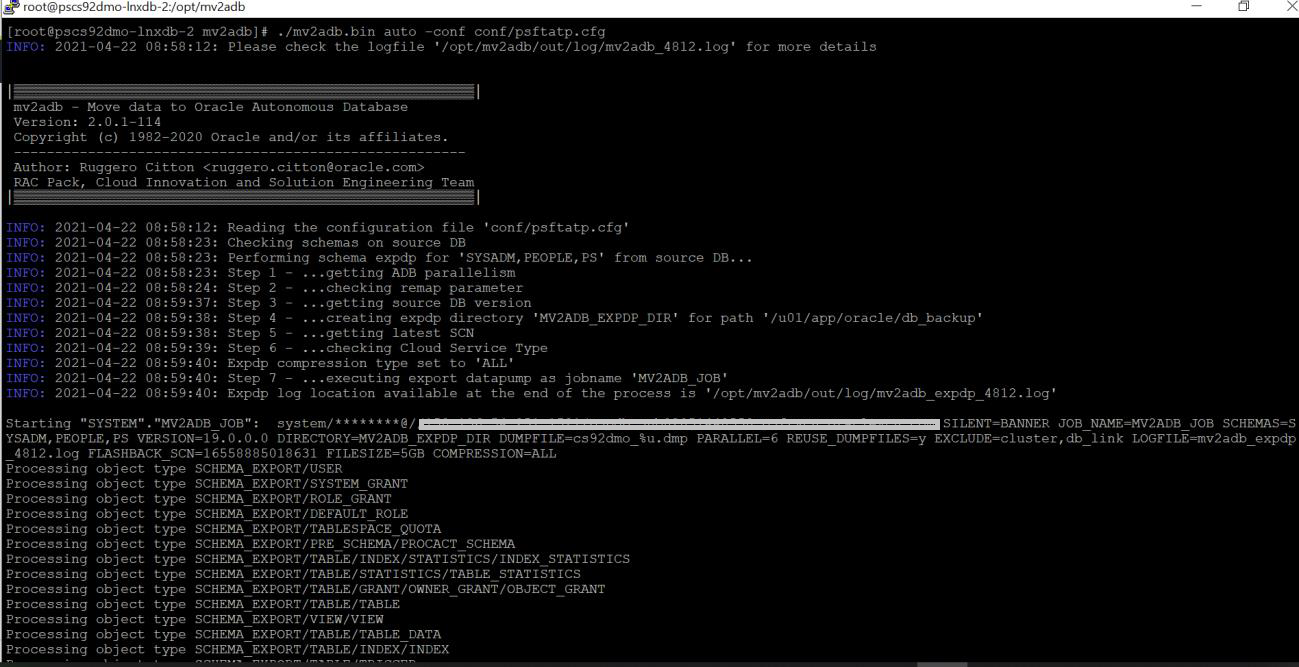 root@pscs92dmo-lnxdb-2:/opt/mv2adb
[root@pscs92dmo-lnxdb-2 mv2adb]# ./mv2adb.bin auto -conf conf/psftatp.cfg
INFO: 2021-04-22 08:58:12: Please check the logfile '/opt/mv2adb/out/log/mv2adb_4812.log' for more details
mv2adb - Move data to Oracle Autonomous Database
Version: 2.0.1-114
Copyright (c) 1982-2020 Oracle and/or its affiliates.
-------------------------------------------------------
Author: Ruggero Citton <ruggero.citton@oracle.com>
RAC Pack, Cloud Innovation and Solution Engineering Team
INFO: 2021-04-22 08:58:12: Reading the configuration file 'conf/psftatp.cfg'
INFO: 2021-04-22 08:58:23: Checking schemas on source DB
INFO: 2021-04-22 08:58:23: Performing schema expdp for 'SYSADM,PEOPLE,PS' from source DB...
INFO: 2021-04-22 08:58:23: Step 1 - ...getting ADB parallelism
INFO: 2021-04-22 08:58:24: Step 2 - ...checking remap parameter
INFO: 2021-04-22 08:59:37: Step 3 - ...getting source DB version
INFO: 2021-04-22 08:59:38: Step 4 - ...creating expdp directory 'MV2ADB_EXPDP_DIR' for path '/u01/app/oracle/db_backup'
INFO: 2021-04-22 08:59:38: Step 5 - ...getting latest SCN
INFO: 2021-04-22 08:59:39: Step 6 - ...checking Cloud Service Type
INFO: 2021-04-22 08:59:40: Expdp compression type set to 'ALL'
INFO: 2021-04-22 08:59:40: Step 7 - ...executing export datapump as jobname 'MV2ADB_JOB'
INFO: 2021-04-22 08:59:40: Expdp log location available at the end of the process is '/opt/mv2adb/out/log/mv2adb_expdp_4812.log'
Starting "SYSTEM"."MV2ADB_JOB":  system/********@/ SILENT=BANNER JOB_NAME=MV2ADB_JOB SCHEMAS=S
YSADM,PEOPLE,PS VERSION=19.0.0.0 DIRECTORY=MV2ADB_EXPDP_DIR DUMPFILE=cs92dmo_%u.dmp PARALLEL=6 REUSE_DUMPFILES=y EXCLUDE=cluster,db_link LOGFILE=mv2adb_expdp
_4812.log FLASHBACK_SCN=16558885018631 FILESIZE=5GB COMPRESSION=ALL
Processing object type SCHEMA_EXPORT/USER
Processing object type SCHEMA_EXPORT/SYSTEM_GRANT
Processing object type SCHEMA_EXPORT/ROLE_GRANT
Processing object type SCHEMA_EXPORT/DEFAULT_ROLE
Processing object type SCHEMA_EXPORT/TABLESPACE_QUOTA
Processing object type SCHEMA_EXPORT/PRE_SCHEMA/PROCACT_SCHEMA
Processing object type SCHEMA_EXPORT/TABLE/INDEX/STATISTICS/INDEX_STATISTICS
Processing object type SCHEMA_EXPORT/TABLE/STATISTICS/TABLE_STATISTICS
Processing object type SCHEMA_EXPORT/TABLE/GRANT/OWNER_GRANT/OBJECT_GRANT
Processing object type SCHEMA_EXPORT/TABLE/TABLE
Processing object type SCHEMA_EXPORT/VIEW/VIEW
Processing object type SCHEMA_EXPORT/TABLE/TABLE_DATA
Processing object type SCHEMA_EXPORT/TABLE/INDEX/INDEX